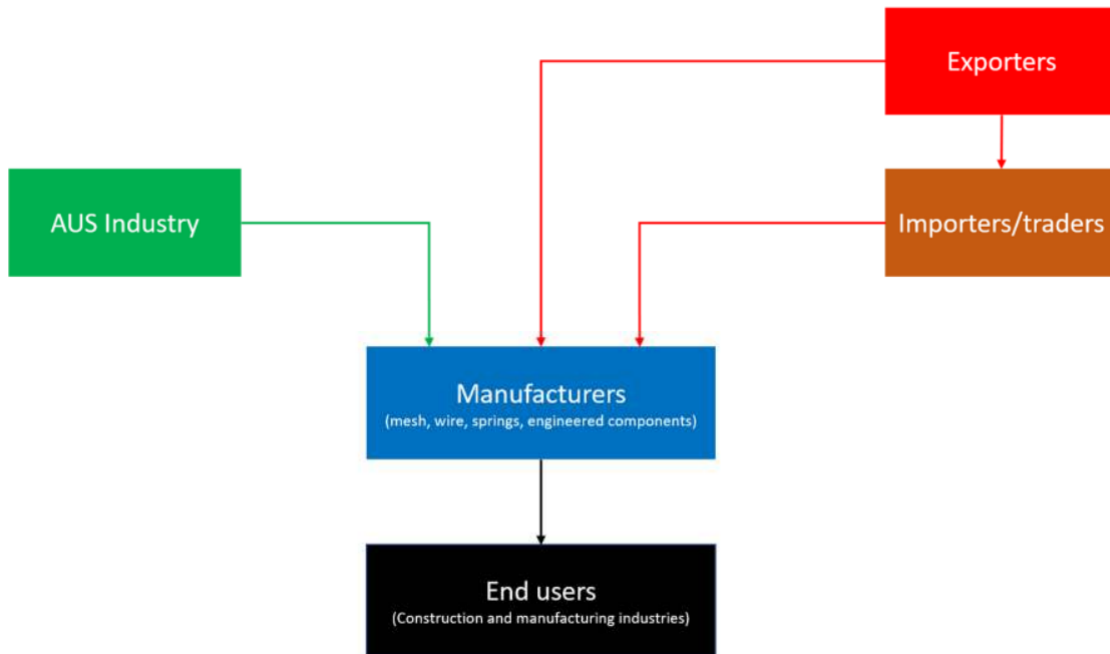 Exporters
AUS Industry
Importers/traders
Manufacturers
(mesh, wire, springs, engineered components)
End users
(Construction and manufacturing industries)